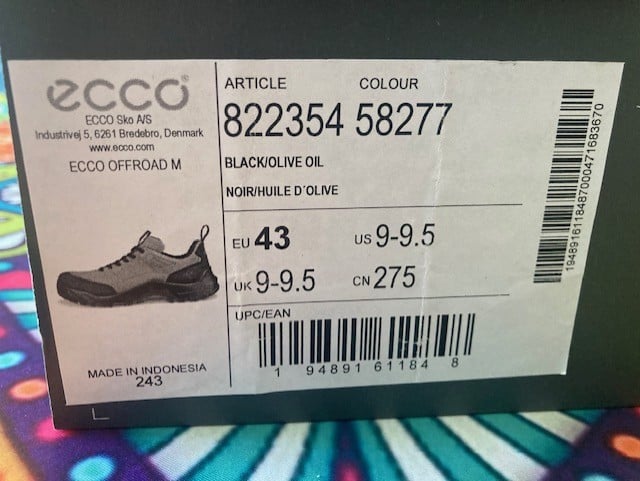 ecco
ECCO Sko A/S
Industrivej 5, 6261 Bredebro, Denmark
www.ecco.com
ECCO OFFROAD M
MADE IN INDONESIA
243
ARTICLE COLOUR
822354 58277
BLACK/OLIVE OIL
NOIR/HUILE D'OLIVE
EU 43 US 9-9.5
UK 9-9.5 CN 275
UPC/EAN
1 94891 61184 8
19489161184870004716836​70